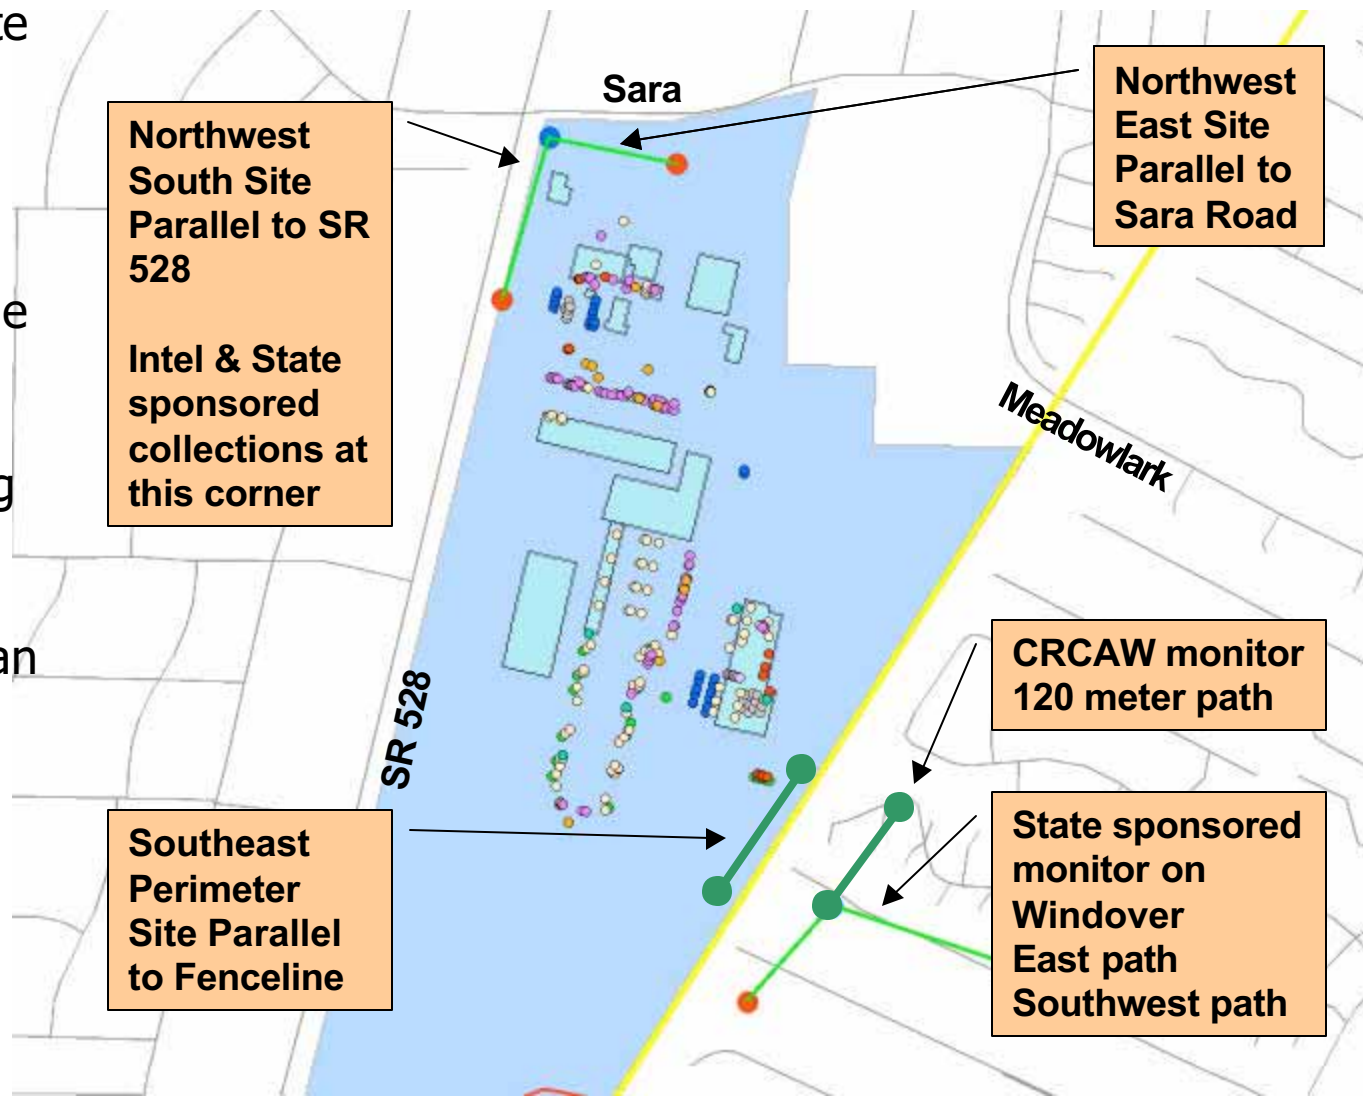 te
Sara
Northwest
East Site
Parallel to
Sara Road
Northwest
South Site
Parallel to SR
528
Intel & State
sponsored
collections at
this corner
e
g
an
Meadowlark
SR 528
CRCAW monitor
120 meter path
State sponsored
monitor on
Windover
East path
Southwest path
Southeast
Perimeter
Site Parallel
to Fenceline